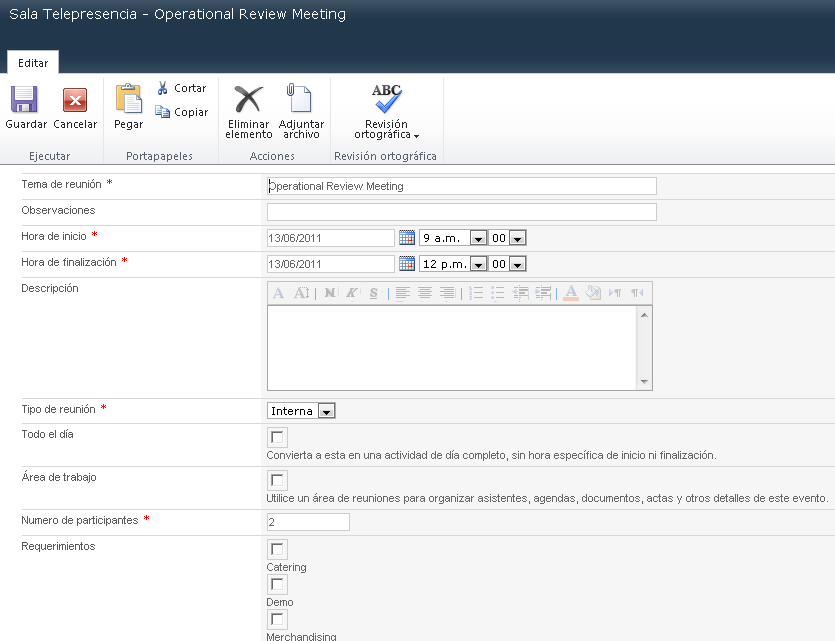 Sala Telepresencia - Operational Review Meeting
Editar
Guardar
Cancelar
Pegar
Cortar
Copiar
Eliminar
elemento
Adjuntar
archivo
ABC
Revisión
ortográfica
Ejecutar
Portapapeles
Acciones
Revisión ortográfica
Tema de reunión *
Operational Review Meeting
Observaciones
Hora de inicio *
13/06/2011
9 a.m.
00
Hora de finalización *
13/06/2011
12 p.m.
00
Descripción
A A N K S A
Tipo de reunión *
Interna
Todo el día
Convierta a esta en una actividad de día completo, sin hora específica de inicio ni finalización.
Área de trabajo
Utilice un área de reuniones para organizar asistentes, agendas, documentos, actas y otros detalles de este evento.
Numero de participantes *
2
Requerimientos
Catering
Demo
Merchandising